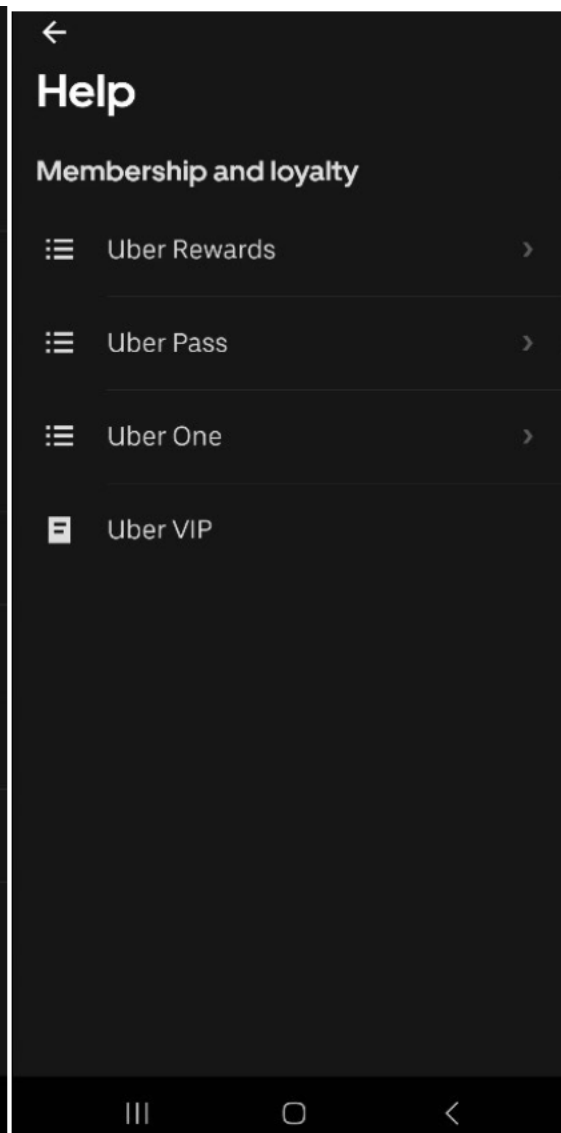 Help
Membership and loyalty
Uber Rewards
Uber Pass
Uber One
Uber VIP